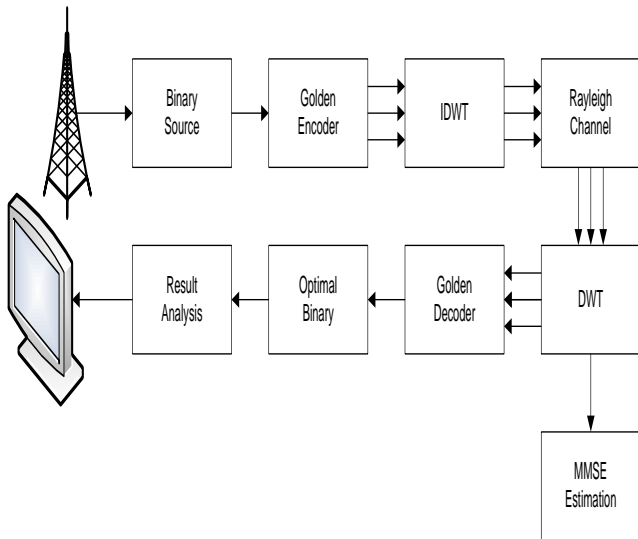 Binary
Source
Golden
Encoder
IDWT
Rayleigh
Channel
Result
Analysis
Optimal
Binary
Golden
Decoder
DWT
MMSE
Estimation